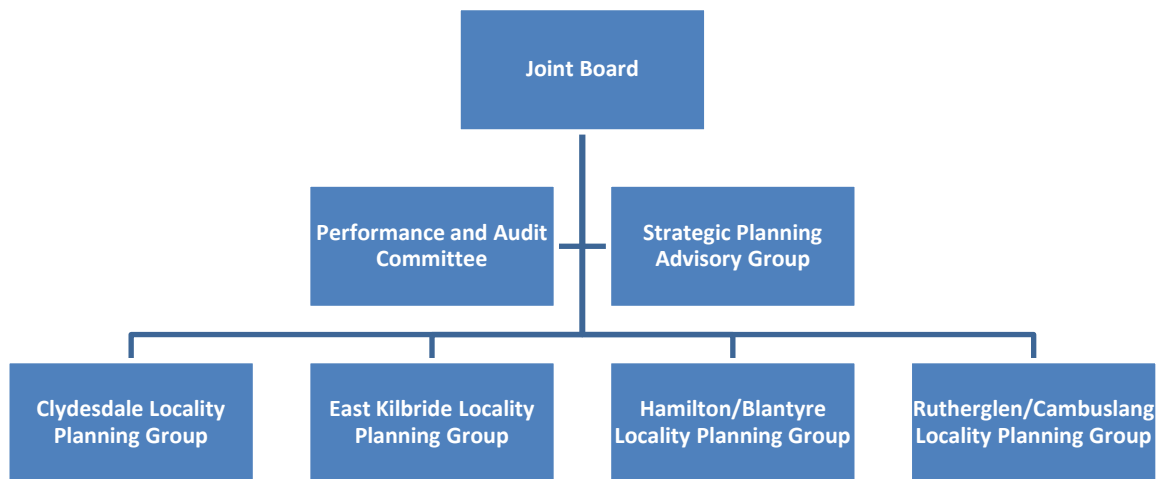 Joint Board
Performance and Audit
Committee
Strategic Planning
Advisory Group
Clydesdale Locality
Planning Group
East Kilbride Locality
Planning Group
Hamilton/Blantyre
Locality Planning Group
Rutherglen/Cambuslang
Locality Planning Group